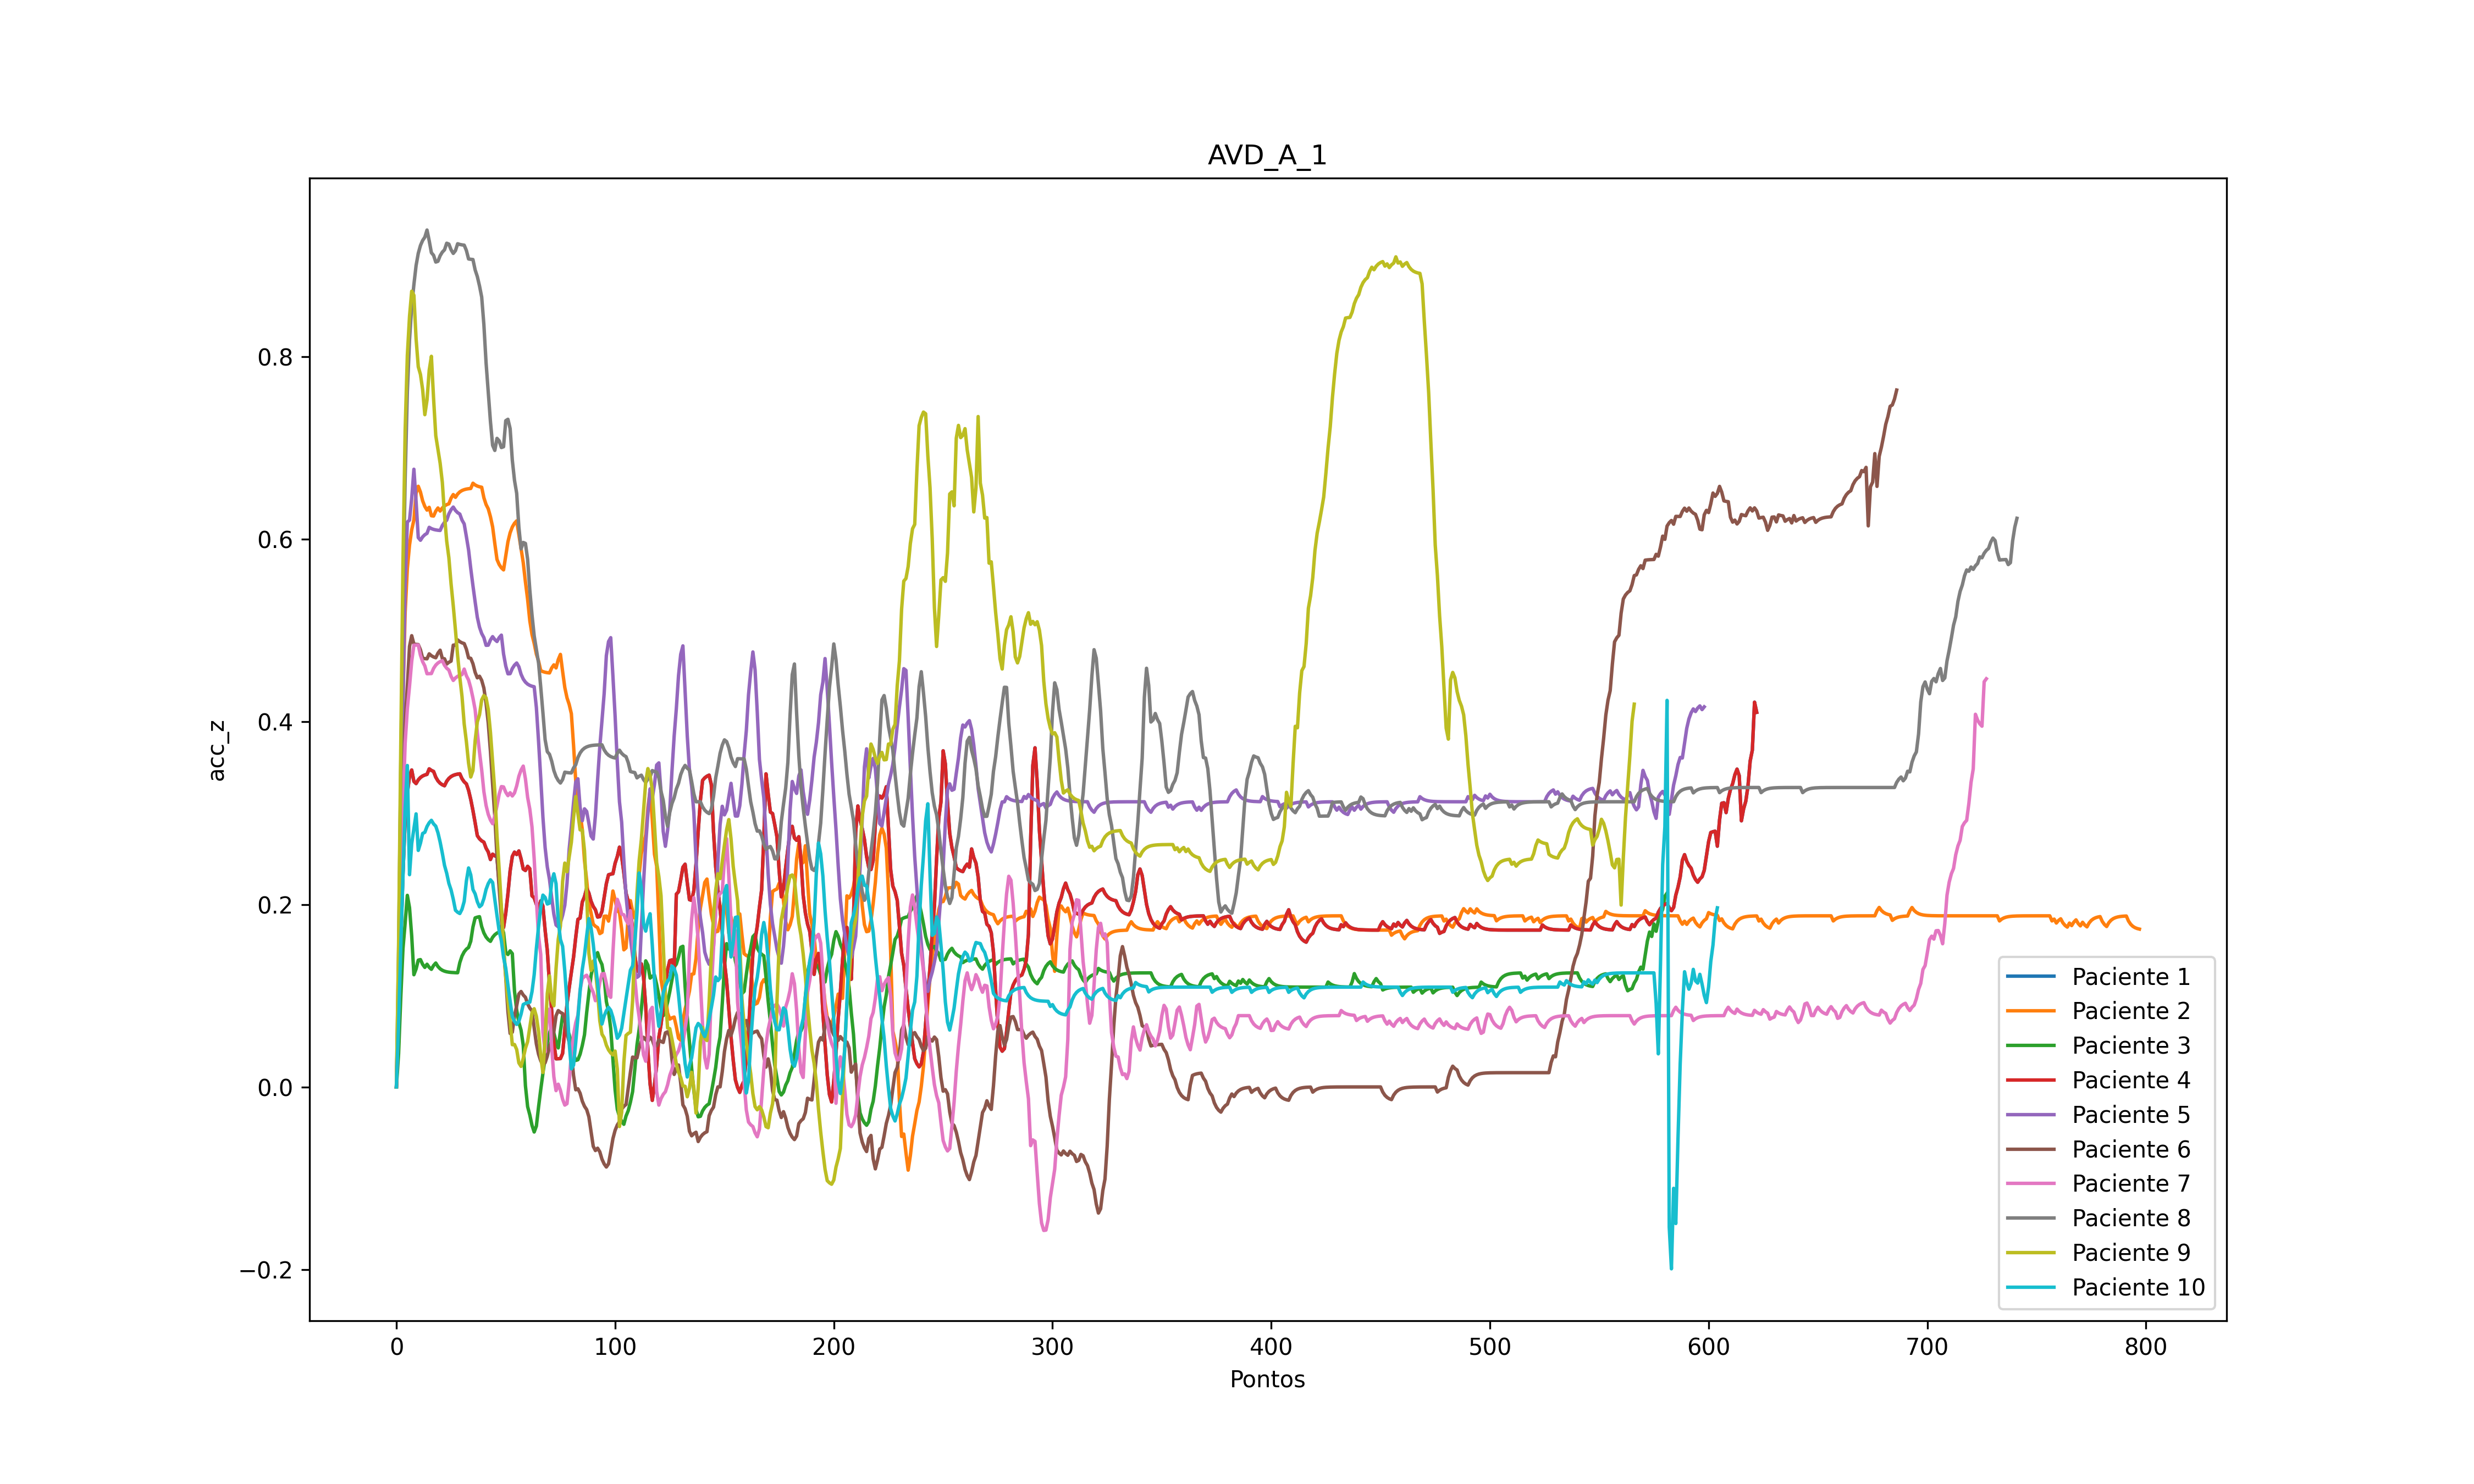 AVD_A_1
acc_z
0.8
0.6
0.4
0.2
0.0
−0.2
0 100 200 300 400 500 600 700 800
Pontos
Paciente 1
Paciente 2
Paciente 3
Paciente 4
Paciente 5
Paciente 6
Paciente 7
Paciente 8
Paciente 9
Paciente 10